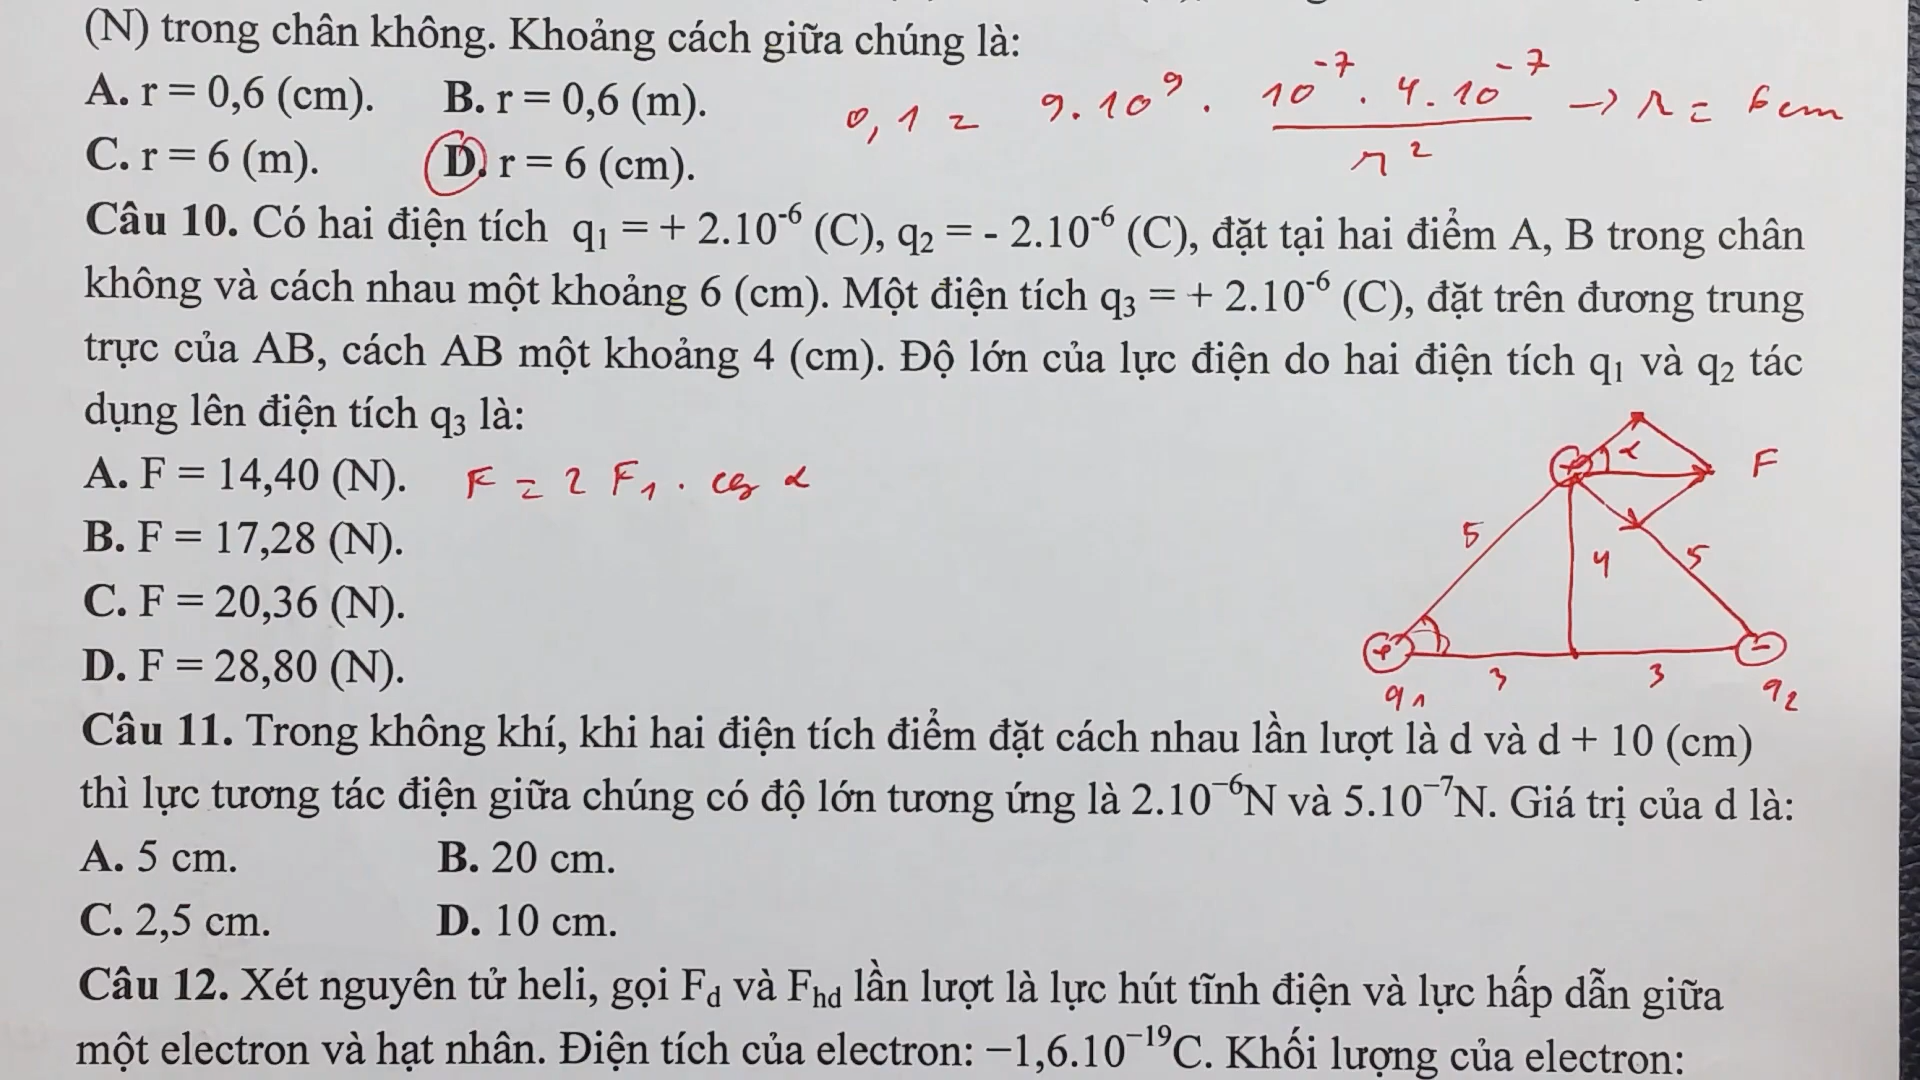 (N) trong chân không. Khoảng cách giữa chúng là:
A. r = 0,6 (cm). B. r = 0,6 (m).
0,1 = 9.10⁹ . 10⁻⁷ . 4.10⁻⁷ / r² → r = 6cm
C. r = 6 (m). D. r = 6 (cm).
Câu 10. Có hai điện tích q₁ = + 2.10⁻⁶ (C), q₂ = - 2.10⁻⁶ (C), đặt tại hai điểm A, B trong chân
không và cách nhau một khoảng 6 (cm). Một điện tích q₃ = + 2.10⁻⁶ (C), đặt trên đương trung
trực của AB, cách AB một khoảng 4 (cm). Độ lớn của lực điện do hai điện tích q₁ và q₂ tác
dụng lên điện tích q₃ là:
A. F = 14,40 (N). F = 2 F₁ . cos α
B. F = 17,28 (N).
C. F = 20,36 (N).
D. F = 28,80 (N).
α F
5 4 5
+ 3 3 -
q₁ q₂
Câu 11. Trong không khí, khi hai điện tích điểm đặt cách nhau lần lượt là d và d + 10 (cm)
thì lực tương tác điện giữa chúng có độ lớn tương ứng là 2.10⁻⁶N và 5.10⁻⁷N. Giá trị của d là:
A. 5 cm. B. 20 cm.
C. 2,5 cm. D. 10 cm.
Câu 12. Xét nguyên tử heli, gọi F_d và F_hd lần lượt là lực hút tĩnh điện và lực hấp dẫn giữa
một electron và hạt nhân. Điện tích của electron: −1,6.10⁻¹⁹C. Khối lượng của electron: